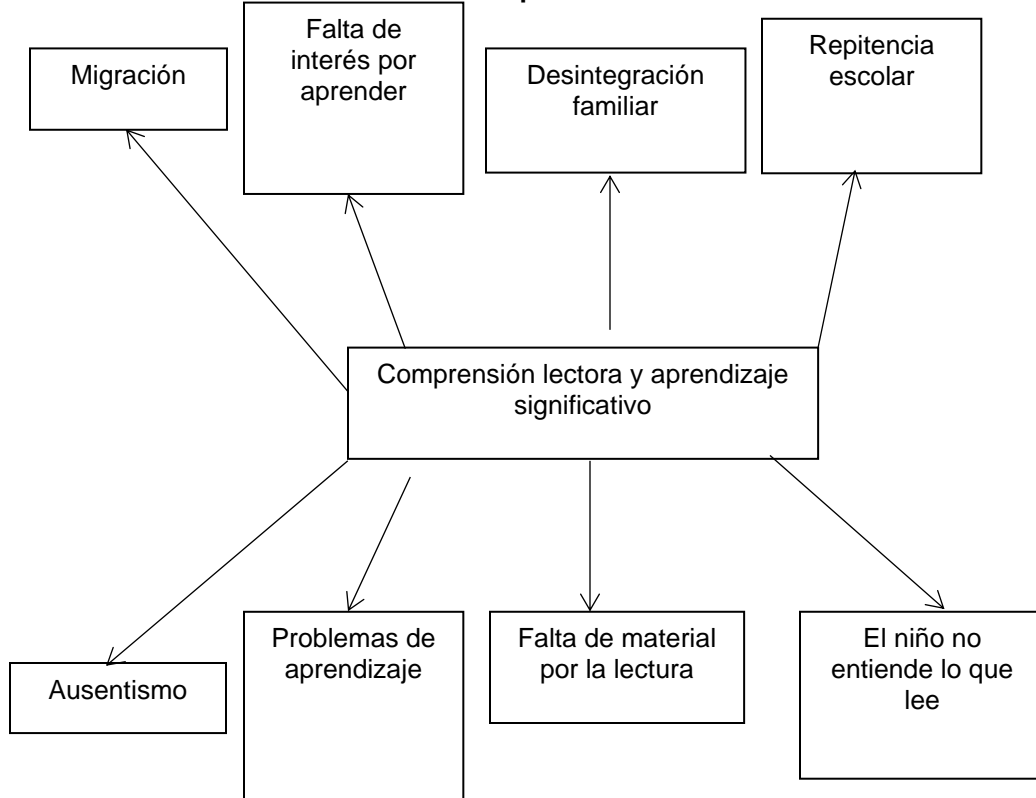 Migración
Falta de
interés por
aprender
Desintegración
familiar
Repitencia
escolar
Comprensión lectora y aprendizaje
significativo
Ausentismo
Problemas de
aprendizaje
Falta de material
por la lectura
El niño no
entiende lo que
lee